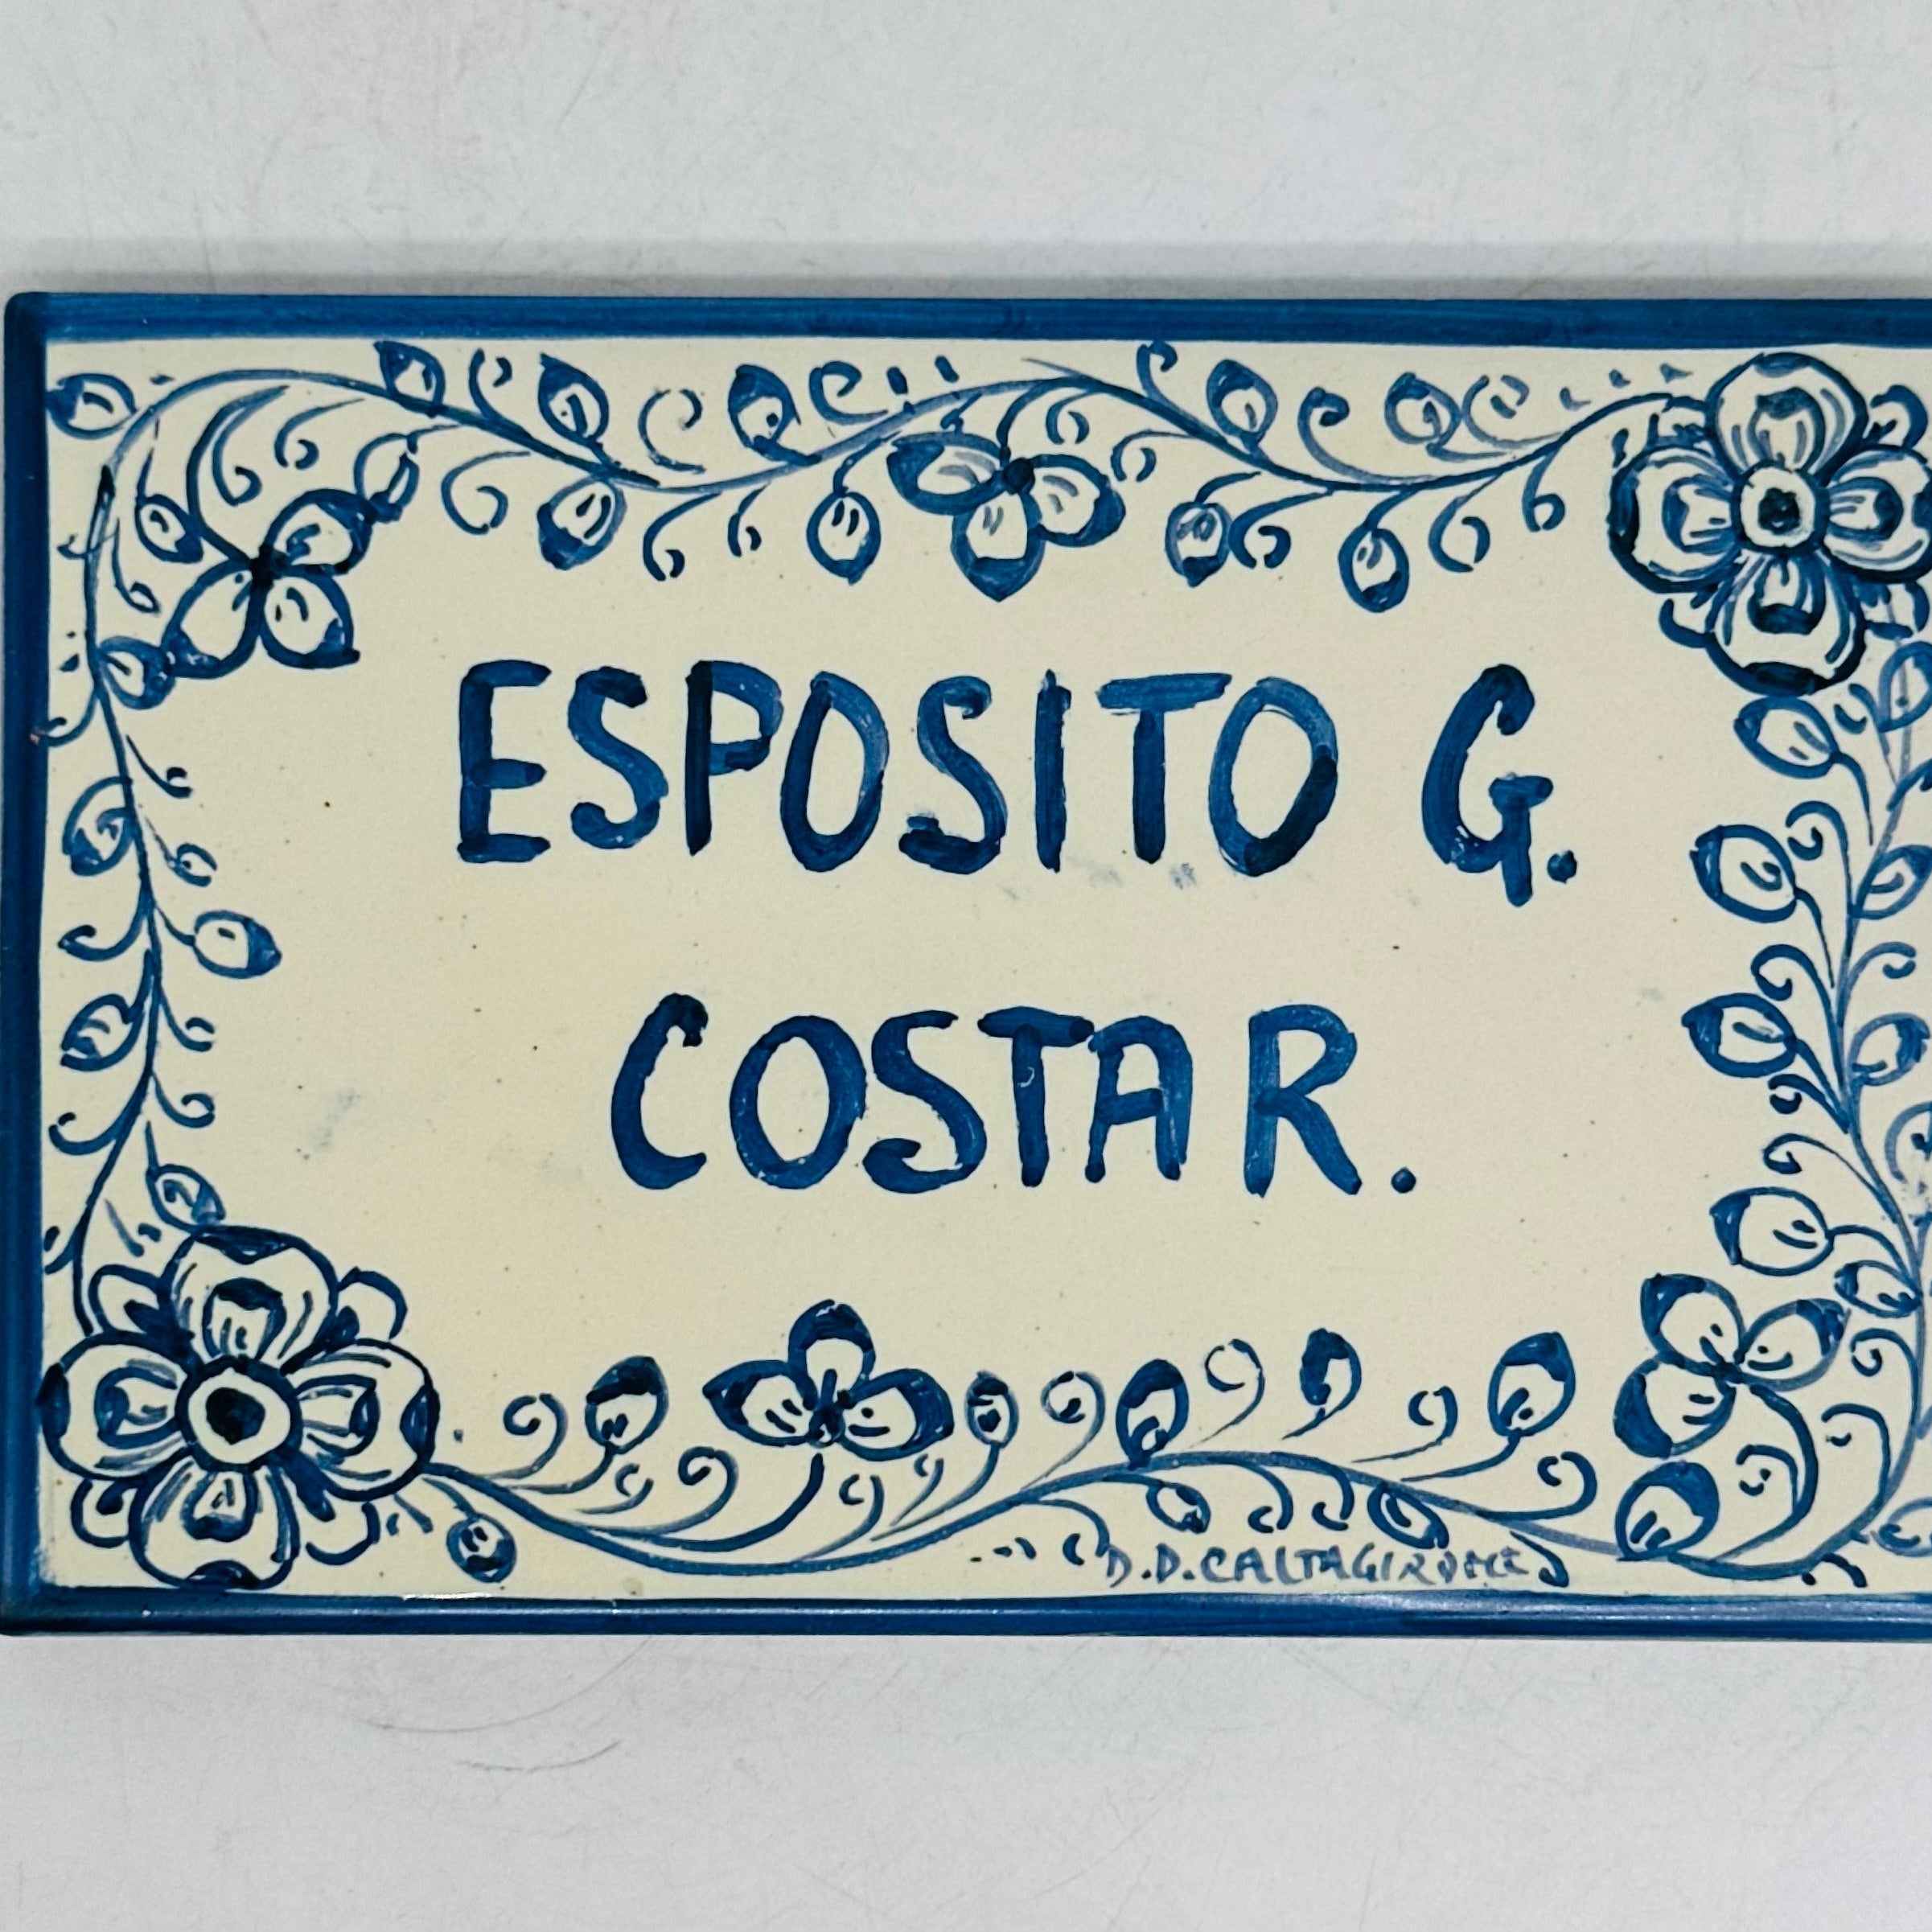 ESPOSITO G.
COSTA R.
D.D. CALTAGIRONE